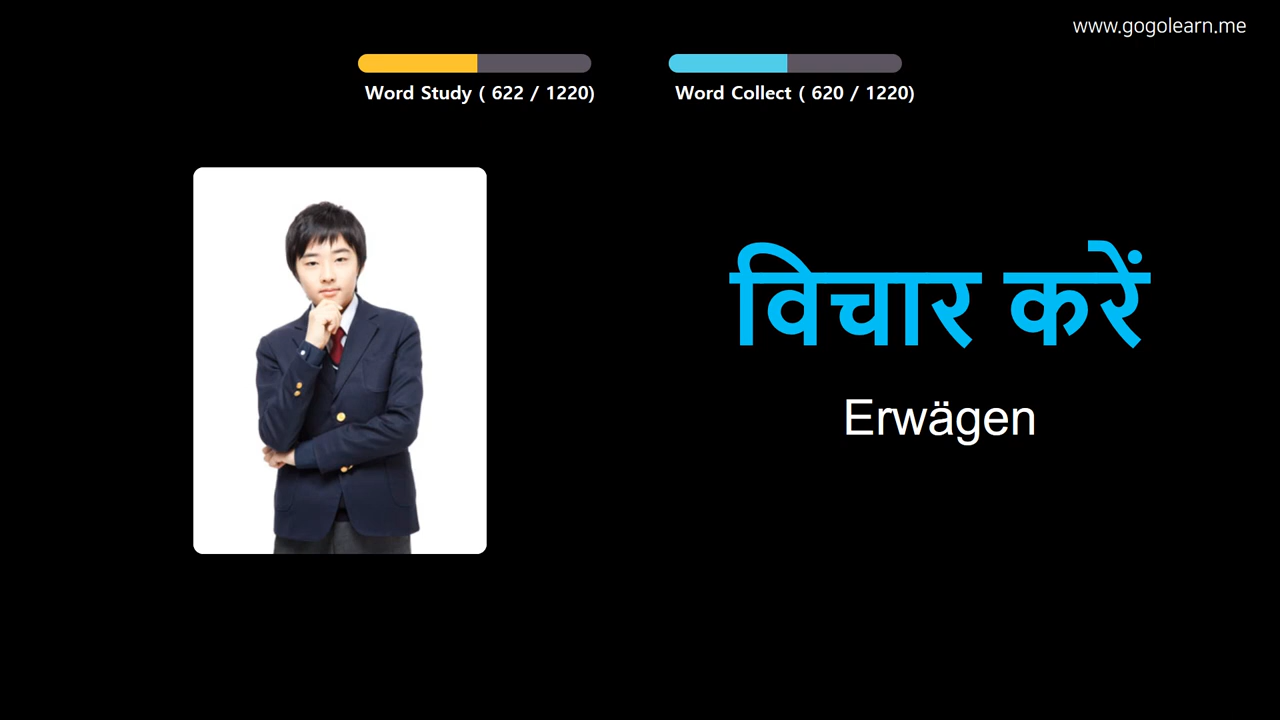 www.gogolearn.me
Word Study ( 622 / 1220)
Word Collect ( 620 / 1220)
विचार करें
Erwägen